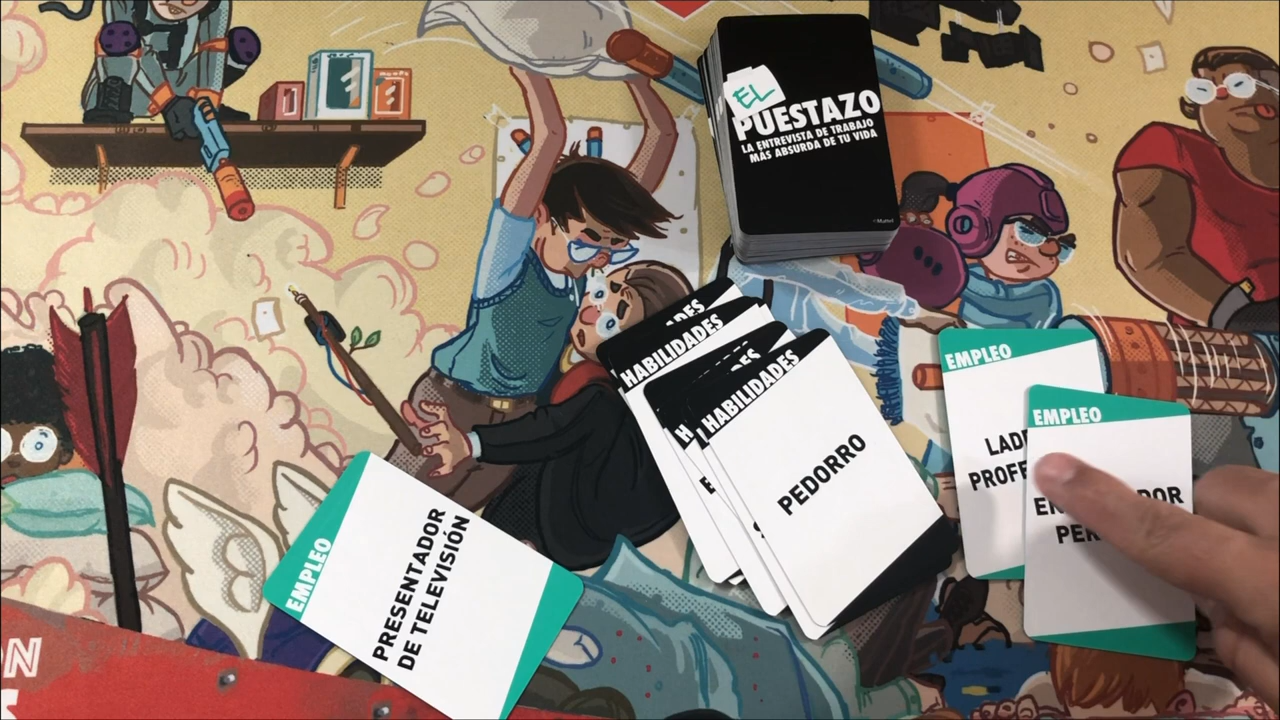 EL
PUESTAZO
LA ENTREVISTA DE TRABAJO
MÁS ABSURDA DE TU VIDA
©Mattel
HABILIDADES
HABILIDADES
PEDORRO
EMPLEO
EMPLEO
EMPLEO
PRESENTADOR
DE TELEVISIÓN